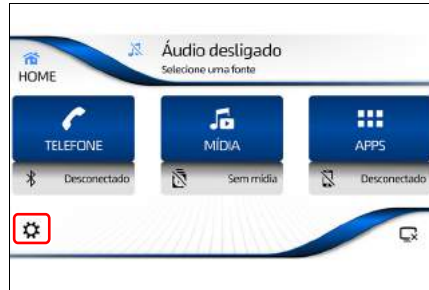 Áudio desligado
Selecione uma fonte
HOME
TELEFONE
MÍDIA
APPS
Desconectado
Sem mídia
Desconectado